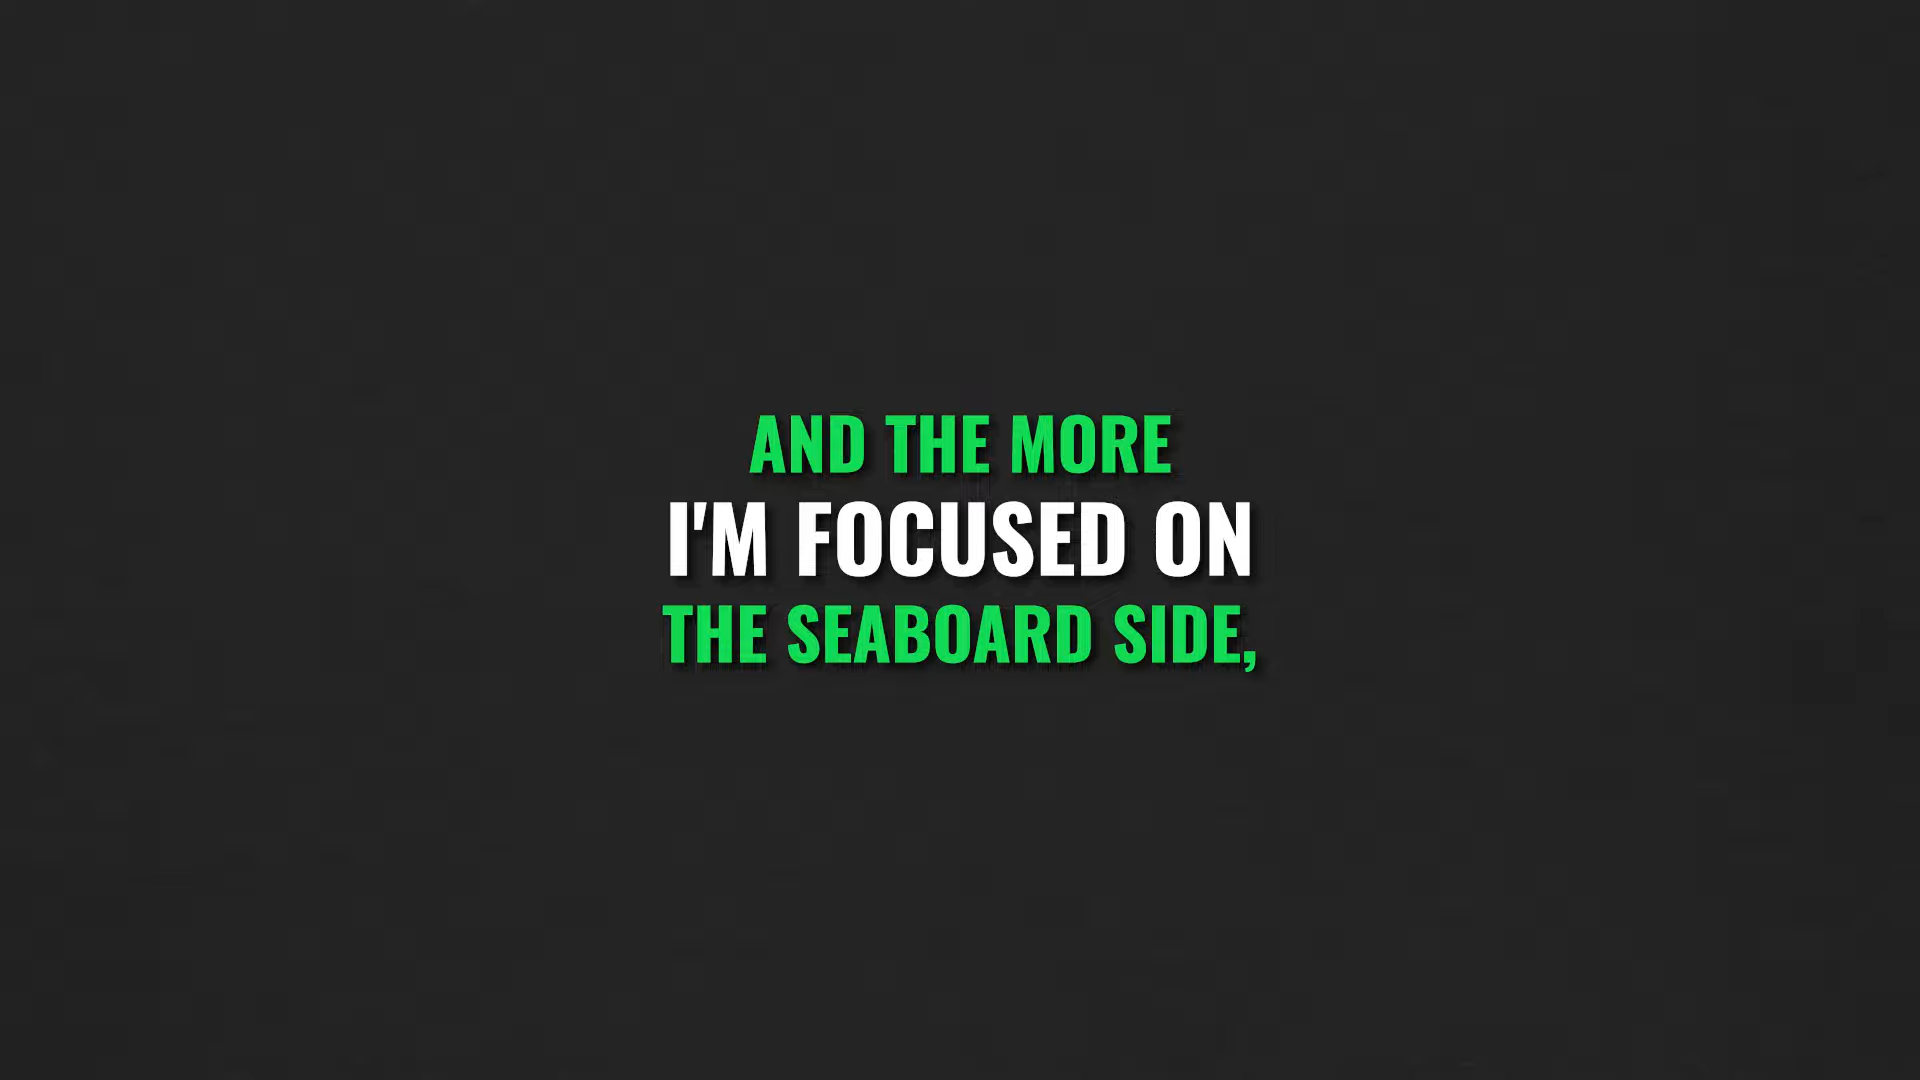 AND THE MORE
I'M FOCUSED ON
THE SEABOARD SIDE,